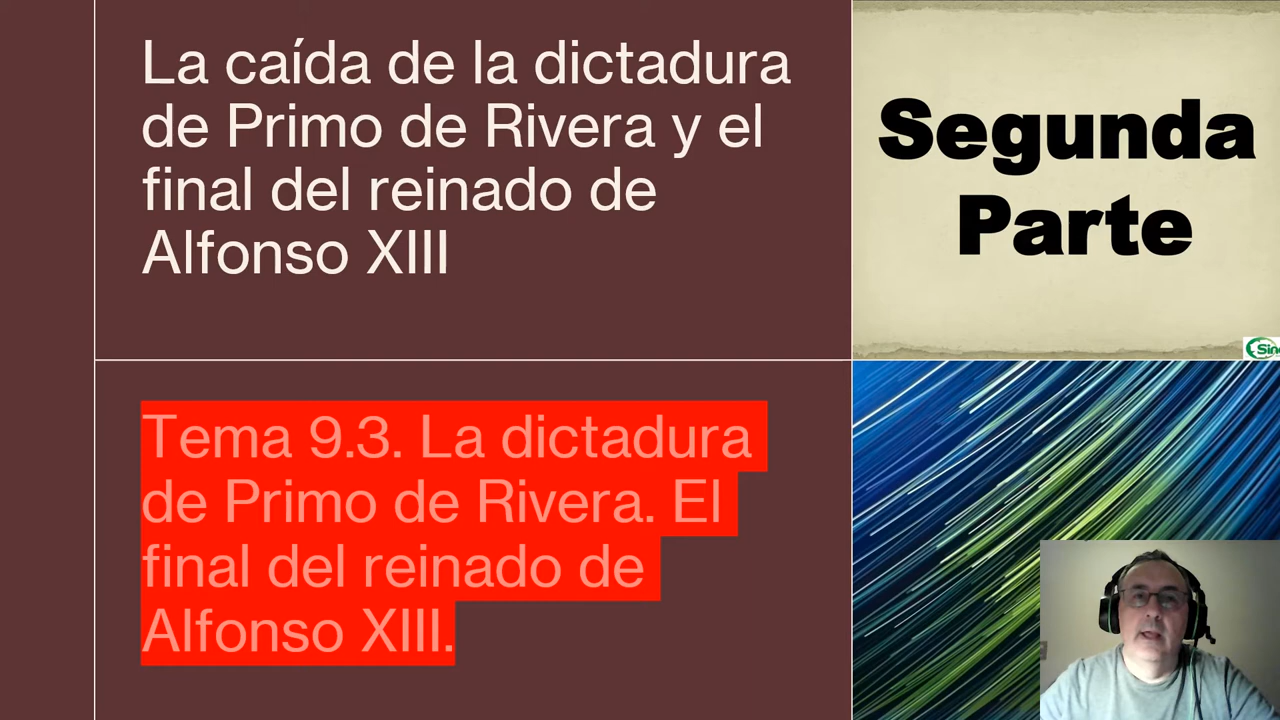 La caída de la dictadura
de Primo de Rivera y el
final del reinado de
Alfonso XIII
Segunda
Parte
Tema 9.3. La dictadura
de Primo de Rivera. El
final del reinado de
Alfonso XIII.